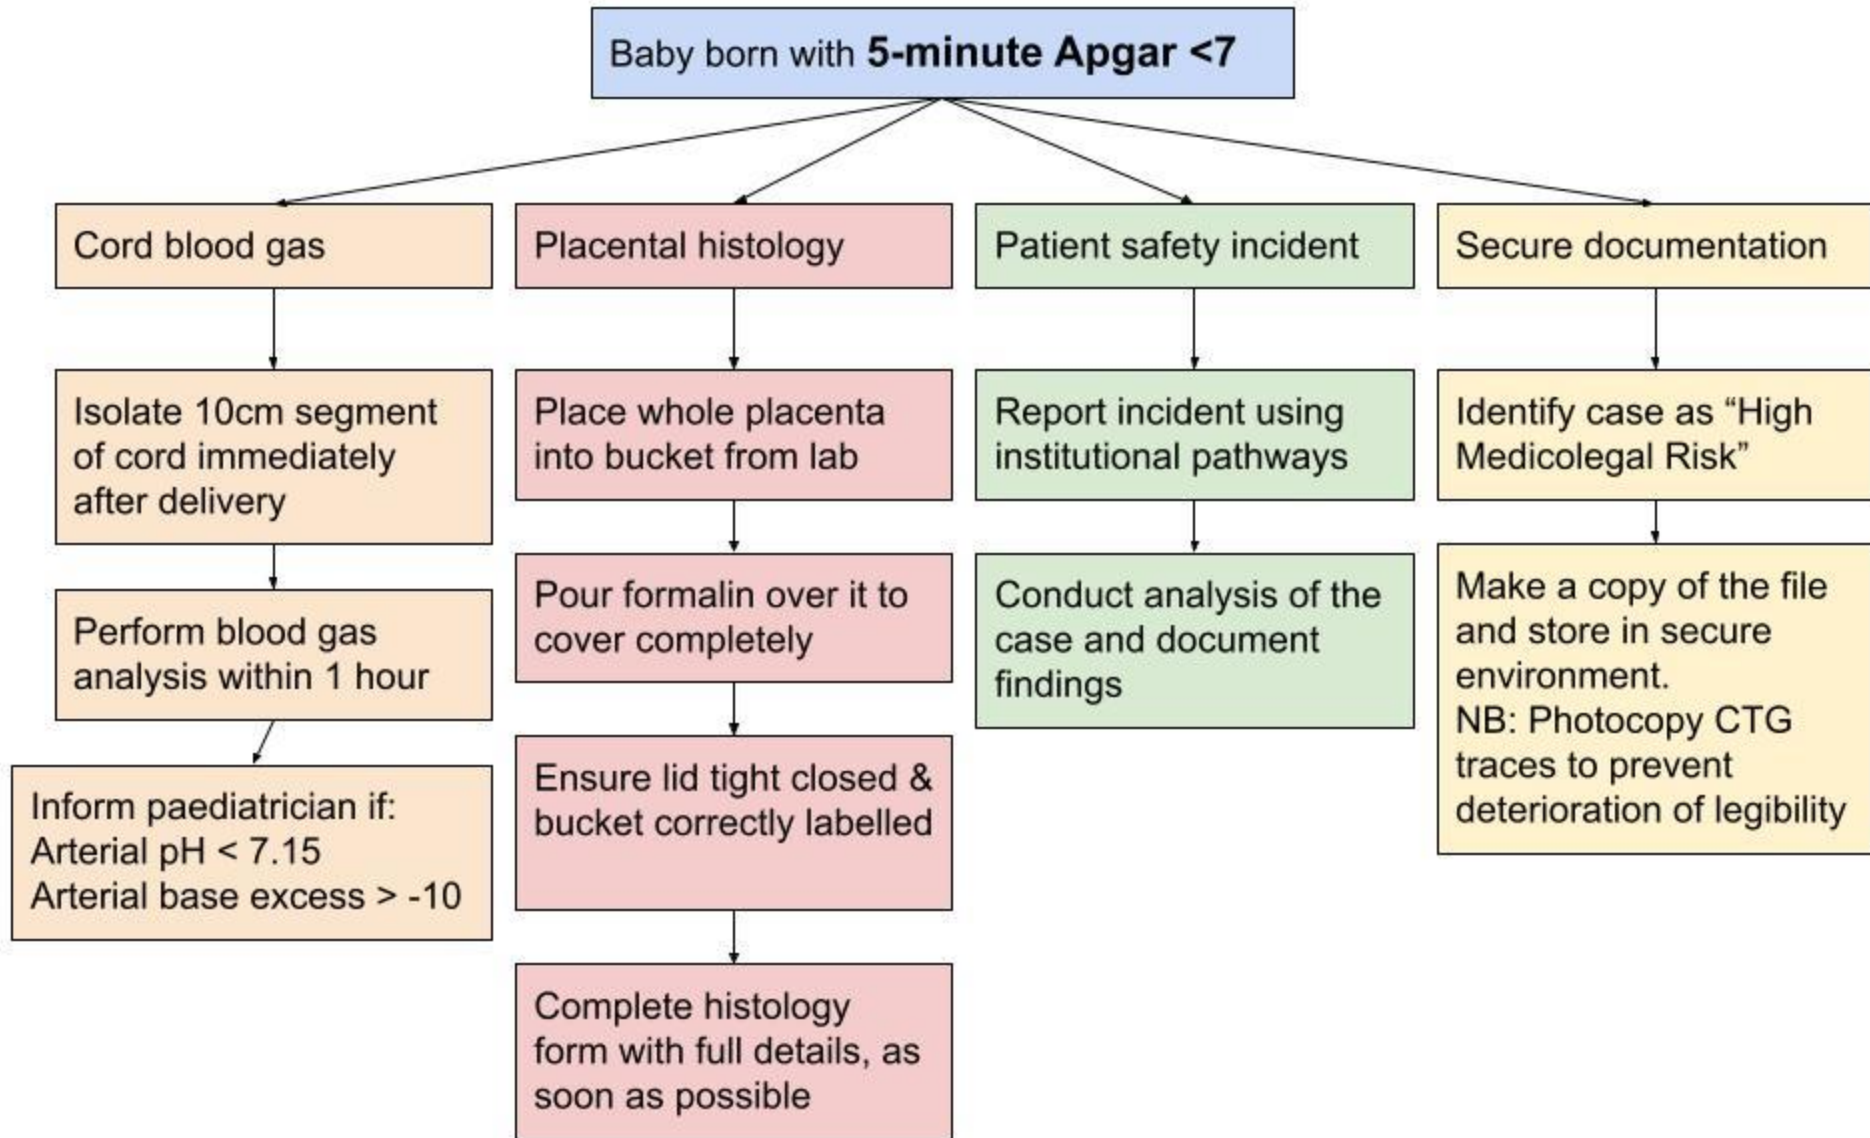 Baby born with 5-minute Apgar <7
Cord blood gas
Isolate 10cm segment
of cord immediately
after delivery
Perform blood gas
analysis within 1 hour
Inform paediatrician if:
Arterial pH < 7.15
Arterial base excess > -10
Placental histology
Place whole placenta
into bucket from lab
Pour formalin over it to
cover completely
Ensure lid tight closed &
bucket correctly labelled
Complete histology
form with full details, as
soon as possible
Patient safety incident
Report incident using
institutional pathways
Conduct analysis of the
case and document
findings
Secure documentation
Identify case as “High
Medicolegal Risk”
Make a copy of the file
and store in secure
environment.
NB: Photocopy CTG
traces to prevent
deterioration of legibility